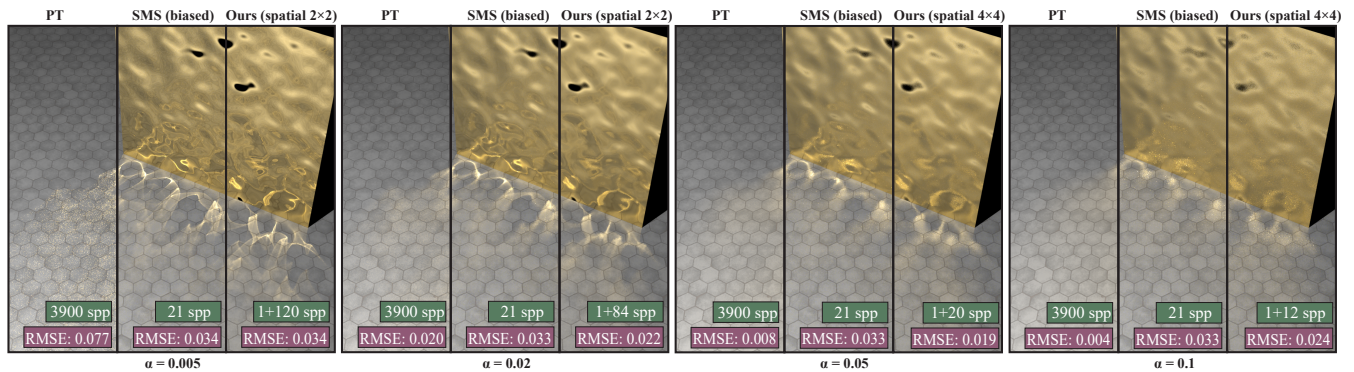 PT SMS (biased) Ours (spatial 2×2) PT SMS (biased) Ours (spatial 2×2) PT SMS (biased) Ours (spatial 4×4) PT SMS (biased) Ours (spatial 4×4)
3900 spp 21 spp 1+120 spp 3900 spp 21 spp 1+84 spp 3900 spp 21 spp 1+20 spp 3900 spp 21 spp 1+12 spp
RMSE: 0.077 RMSE: 0.034 RMSE: 0.034 RMSE: 0.020 RMSE: 0.033 RMSE: 0.022 RMSE: 0.008 RMSE: 0.033 RMSE: 0.019 RMSE: 0.004 RMSE: 0.033 RMSE: 0.024
α = 0.005 α = 0.02 α = 0.05 α = 0.1